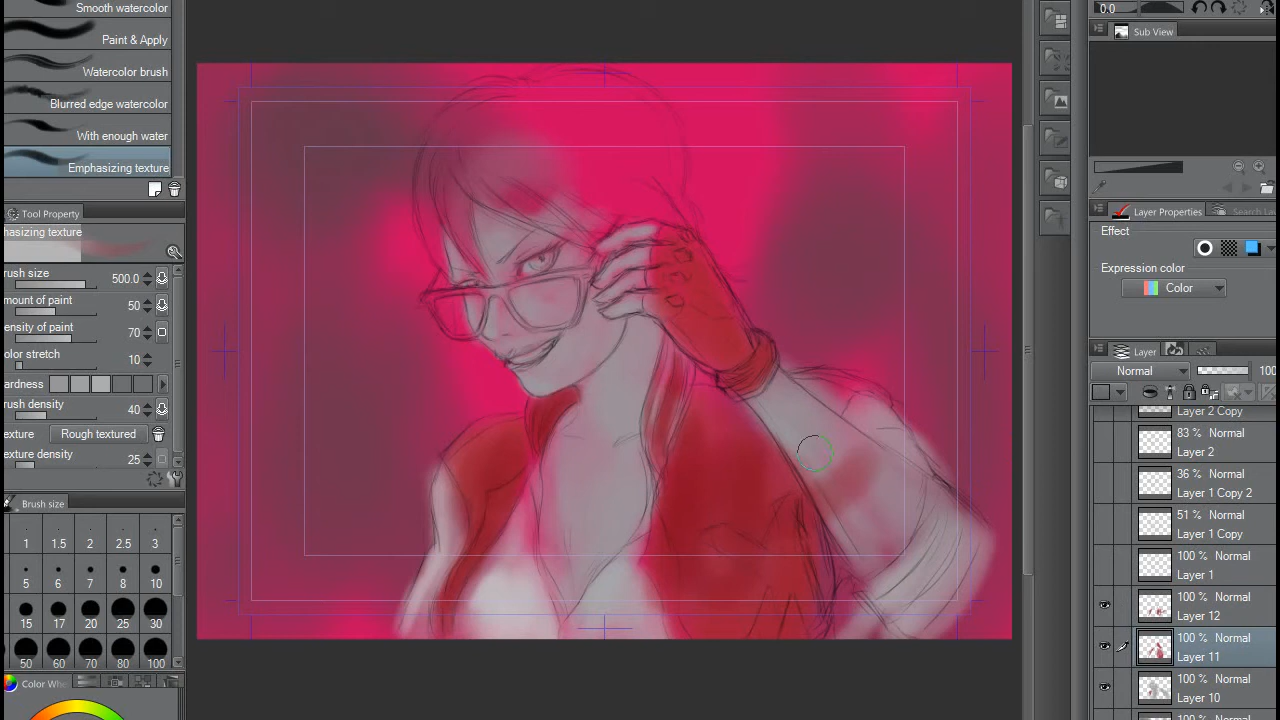 Smooth watercolor
Paint & Apply
Watercolor brush
Blurred edge watercolor
With enough water
Emphasizing texture
Tool Property
hasizing texture
rush size 500.0
mount of paint 50
ensity of paint 70
olor stretch 10
ardness
rush density 40
exture Rough textured
exture density 25
Brush size
1 1.5 2 2.5 3
5 6 7 8 10
15 17 20 25 30
50 60 70 80 100
Color Whe
0.0
Sub View
Layer Properties Search La
Effect
Expression color
Color
Layer
Normal 100
Layer 2 Copy
83 % Normal
Layer 2
36 % Normal
Layer 1 Copy 2
51 % Normal
Layer 1 Copy
100 % Normal
Layer 1
100 % Normal
Layer 12
100 % Normal
Layer 11
100 % Normal
Layer 10
100 % Normal